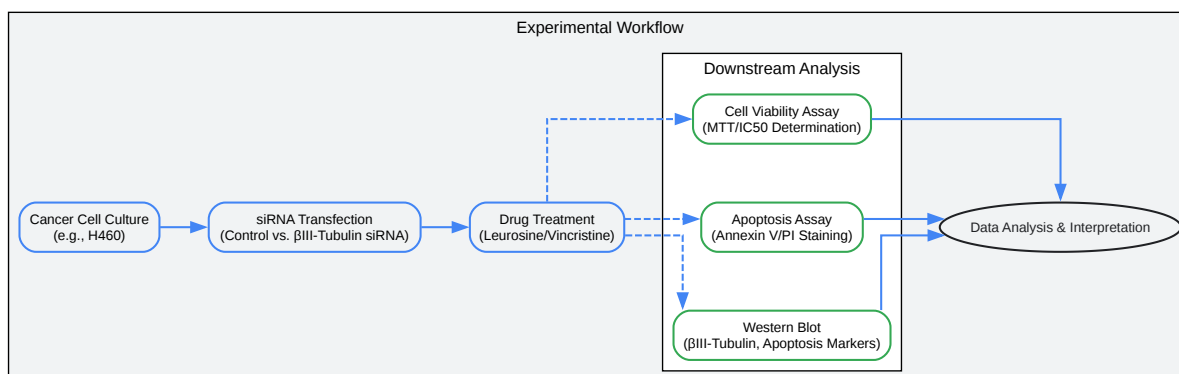 Experimental Workflow
Downstream Analysis
Cell Viability Assay
(MTT/IC50 Determination)
Cancer Cell Culture
(e.g., H460)
siRNA Transfection
(Control vs. βIII-Tubulin siRNA)
Drug Treatment
(Leurosine/Vincristine)
Apoptosis Assay
(Annexin V/PI Staining)
Data Analysis & Interpretation
Western Blot
(βIII-Tubulin, Apoptosis Markers)